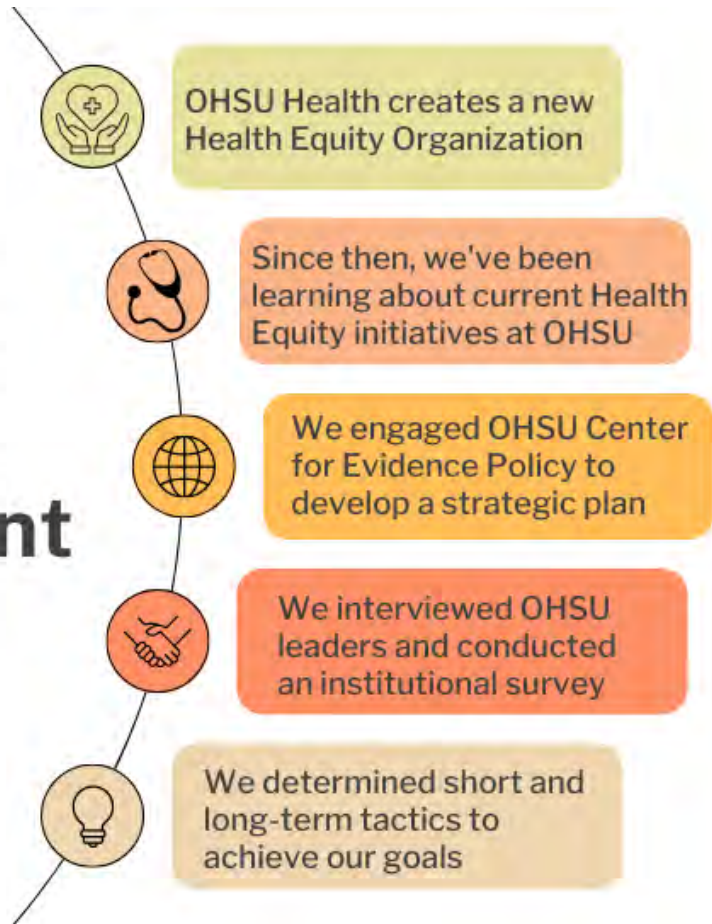 OHSU Health creates a new
Health Equity Organization
Since then, we've been
learning about current Health
Equity initiatives at OHSU
We engaged OHSU Center
for Evidence Policy to
develop a strategic plan
nt
We interviewed OHSU
leaders and conducted
an institutional survey
We determined short and
long-term tactics to
achieve our goals